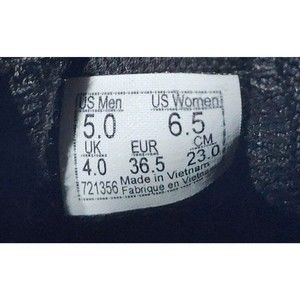 US Men US Women
5.0 6.5
UK EUR CM
4.0 36.5 23.0
721356 Made in Vietnam
Fabriqué en Vietnam